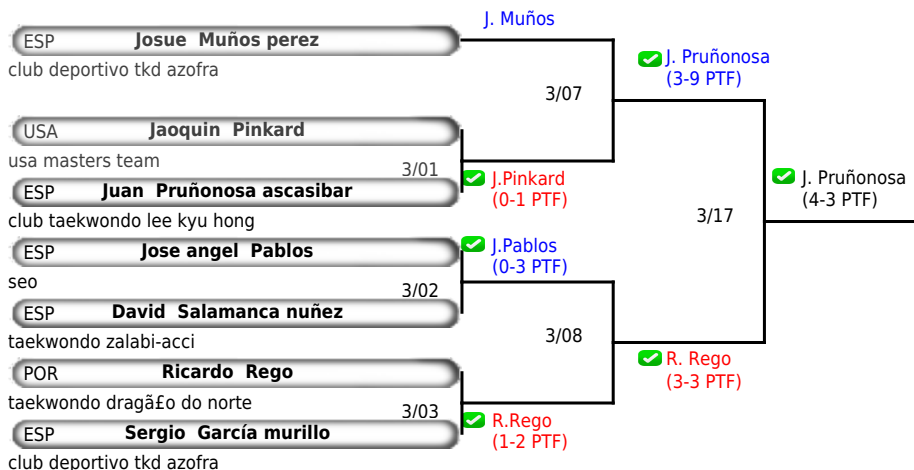 J. Muños
ESP Josue Muños perez
club deportivo tkd azofra
J. Pruñonosa
(3-9 PTF)
3/07
USA Jaoquin Pinkard
usa masters team
3/01
J.Pinkard
(0-1 PTF)
ESP Juan Pruñonosa ascasibar
club taekwondo lee kyu hong
J. Pruñonosa
(4-3 PTF)
3/17
ESP Jose angel Pablos
seo
J.Pablos
(0-3 PTF)
3/02
ESP David Salamanca nuñez
taekwondo zalabi-acci
3/08
POR Ricardo Rego
taekwondo dragã£o do norte
R. Rego
(3-3 PTF)
3/03
R.Rego
(1-2 PTF)
ESP Sergio García murillo
club deportivo tkd azofra